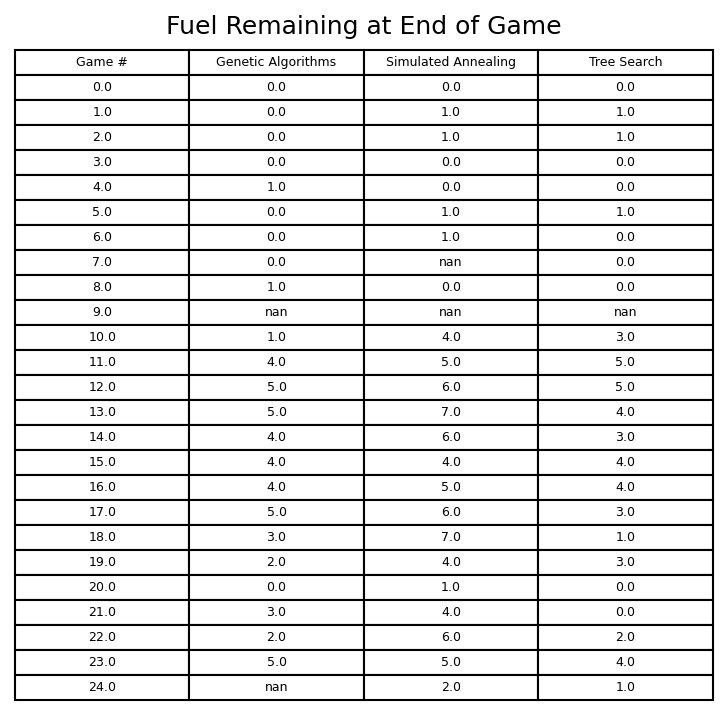 Fuel Remaining at End of Game
Game # Genetic Algorithms Simulated Annealing Tree Search
0.0 0.0 0.0 0.0
1.0 0.0 1.0 1.0
2.0 0.0 1.0 1.0
3.0 0.0 0.0 0.0
4.0 1.0 0.0 0.0
5.0 0.0 1.0 1.0
6.0 0.0 1.0 0.0
7.0 0.0 nan 0.0
8.0 1.0 0.0 0.0
9.0 nan nan nan
10.0 1.0 4.0 3.0
11.0 4.0 5.0 5.0
12.0 5.0 6.0 5.0
13.0 5.0 7.0 4.0
14.0 4.0 6.0 3.0
15.0 4.0 4.0 4.0
16.0 4.0 5.0 4.0
17.0 5.0 6.0 3.0
18.0 3.0 7.0 1.0
19.0 2.0 4.0 3.0
20.0 0.0 1.0 0.0
21.0 3.0 4.0 0.0
22.0 2.0 6.0 2.0
23.0 5.0 5.0 4.0
24.0 nan 2.0 1.0